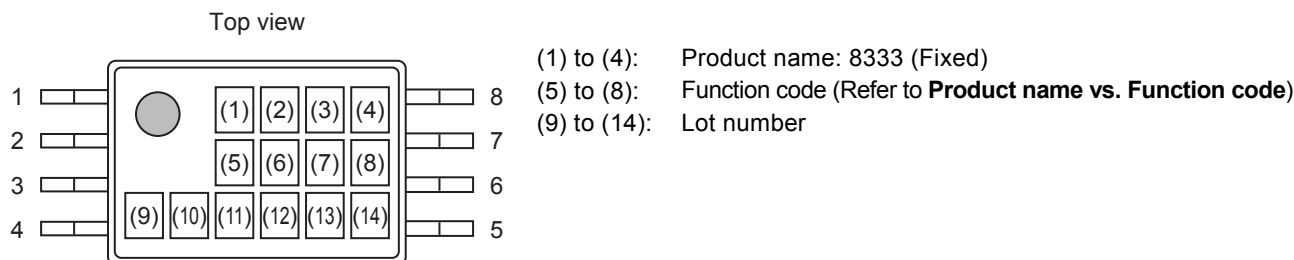 Top view
(1) to (4): Product name: 8333 (Fixed)
(5) to (8): Function code (Refer to Product name vs. Function code)
(9) to (14): Lot number
1 (1) (2) (3) (4) 8
2 (5) (6) (7) (8) 7
3 6
4 (9) (10) (11) (12) (13) (14) 5